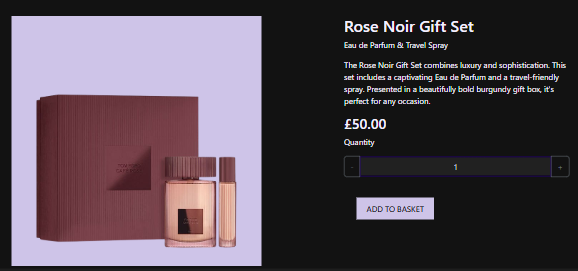 Rose Noir Gift Set
Eau de Parfum & Travel Spray
The Rose Noir Gift Set combines luxury and sophistication. This
set includes a captivating Eau de Parfum and a travel-friendly
spray. Presented in a beautifully bold burgundy gift box, it's
perfect for any occasion.
£50.00
Quantity
- 1 +
ADD TO BASKET